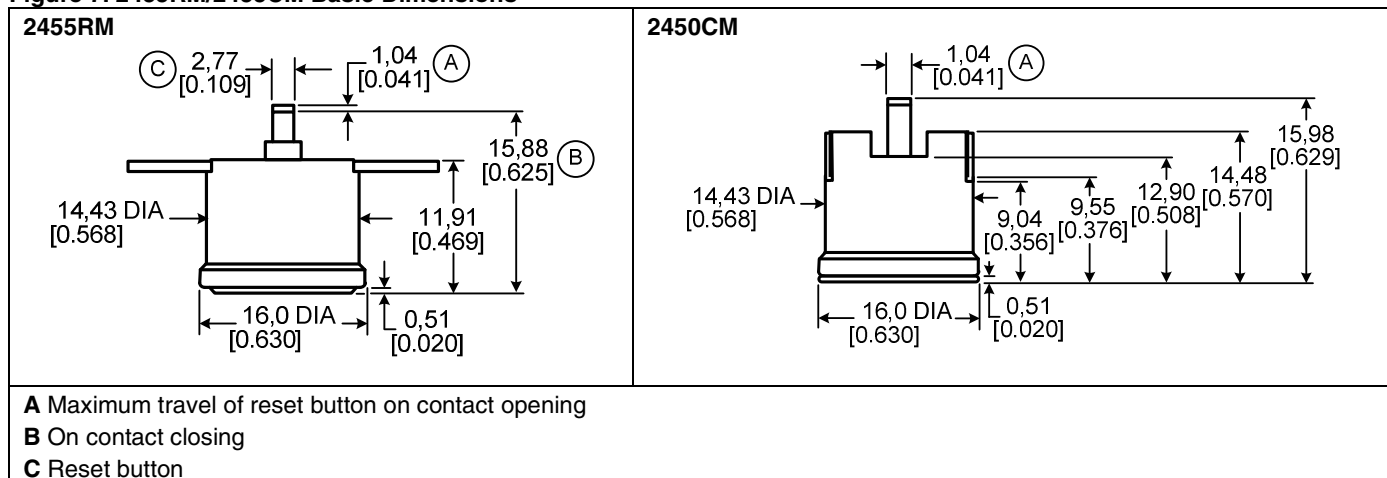 2455RM
C 2,77 [0.109]
1,04 [0.041] A
15,88 [0.625] B
14,43 DIA [0.568]
11,91 [0.469]
16,0 DIA [0.630]
0,51 [0.020]
2450CM
1,04 [0.041] A
15,98 [0.629]
14,48 [0.570]
12,90 [0.508]
9,55 [0.376]
9,04 [0.356]
14,43 DIA [0.568]
16,0 DIA [0.630]
0,51 [0.020]
A Maximum travel of reset button on contact opening
B On contact closing
C Reset button